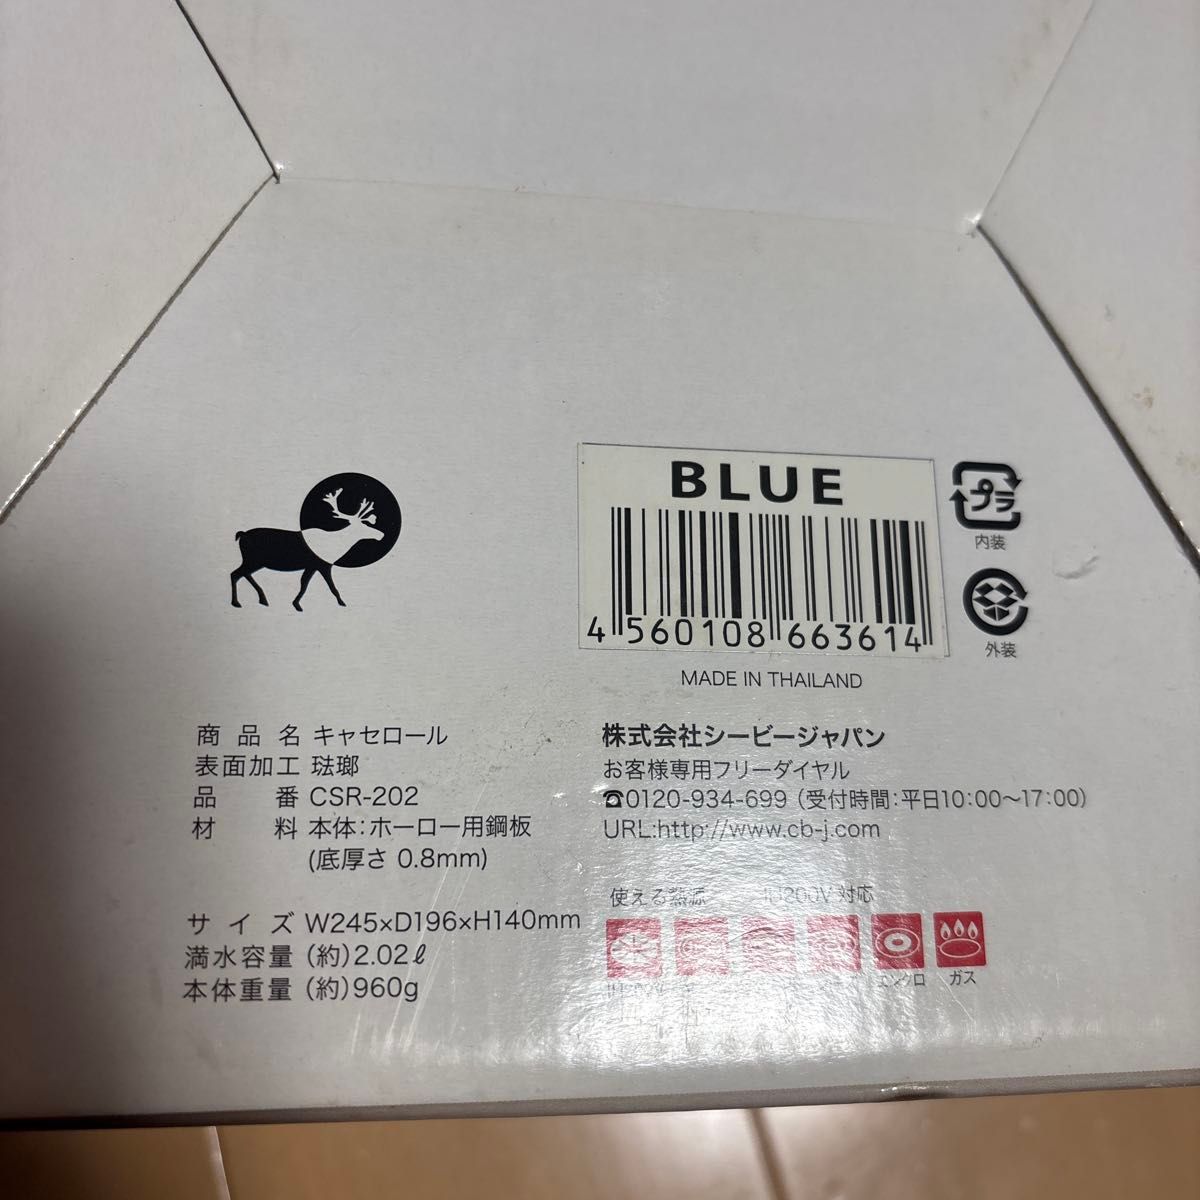 BLUE
4 560108 663614
プラ
内装
外装
MADE IN THAILAND
商品名 キャセロール
表面加工 琺瑯
品番 CSR-202
材料 本体:ホーロー用鋼板
(底厚さ 0.8mm)
サイズ W245×D196×H140mm
満水容量 (約)2.02ℓ
本体重量 (約)960g
株式会社シービージャパン
お客様専用フリーダイヤル
☎0120-934-699 (受付時間:平日10:00〜17:00)
URL:http://www.cb-j.com
使える熱源 IH200V 対応
ガス